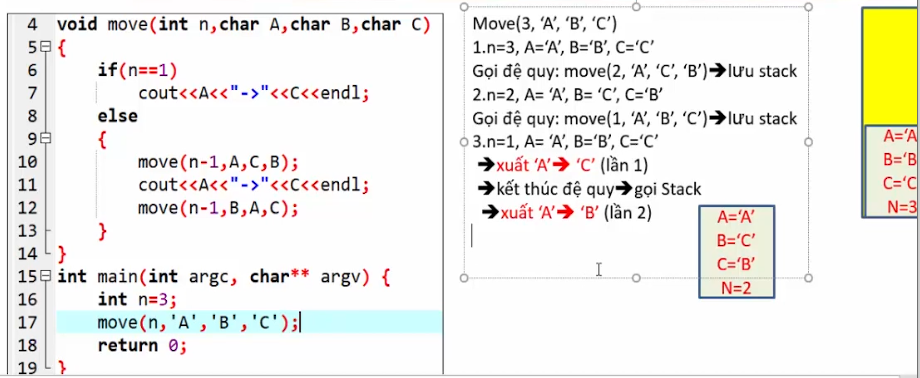 4 void move(int n,char A,char B,char C)
5 {
6 if(n==1)
7 cout<<A<<"->"<<C<<endl;
8 else
9 {
10 move(n-1,A,C,B);
11 cout<<A<<"->"<<C<<endl;
12 move(n-1,B,A,C);
13 }
14 }
15 int main(int argc, char** argv) {
16 int n=3;
17 move(n,'A','B','C');
18 return 0;
19 }
Move(3, ‘A’, ‘B’, ‘C’)
1.n=3, A=‘A’, B=‘B’, C=‘C’
Gọi đệ quy: move(2, ‘A’, ‘C’, ‘B’)➔lưu stack
2.n=2, A= ‘A’, B= ‘C’, C=‘B’
Gọi đệ quy: move(1, ‘A’, ‘B’, ‘C’)➔lưu stack
3.n=1, A= ‘A’, B=‘B’, C=‘C’
➔xuất ‘A’➔ ‘C’ (lần 1)
➔kết thúc đệ quy➔gọi Stack
➔xuất ‘A’➔ ‘B’ (lần 2)
A=‘A’
B=‘C’
C=‘B’
N=2
A=‘A
B=‘B
C=‘C
N=3